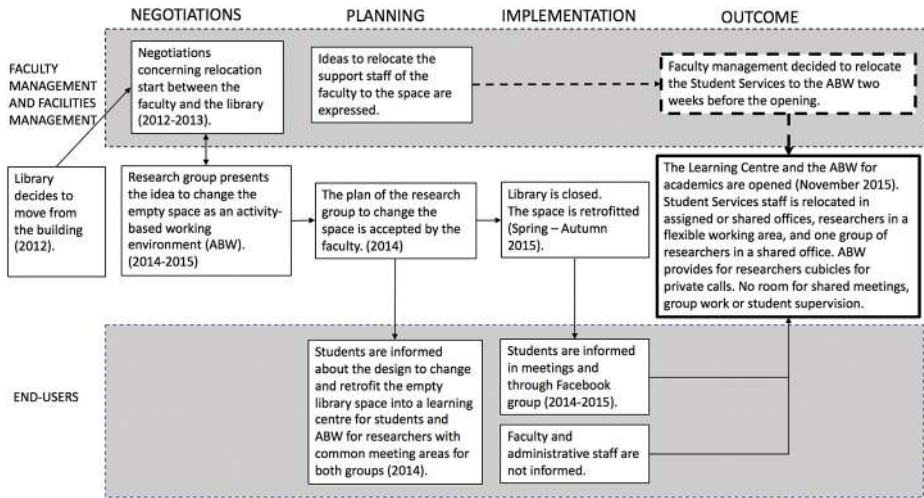 NEGOTIATIONS
PLANNING
IMPLEMENTATION
OUTCOME
FACULTY
MANAGEMENT
AND FACILITIES
MANAGEMENT
Negotiations
concerning relocation
start between the
faculty and the library
(2012-2013).
Ideas to relocate the
support staff of the
faculty to the space are
expressed.
Faculty management decided to relocate
the Student Services to the ABW two
weeks before the opening.
Library
decides to
move from
the building
(2012).
Research group presents
the idea to change the
empty space as an activity-
based working
environment (ABW).
(2014-2015)
The plan of the research
group to change the
space is accepted by the
faculty. (2014)
Library is closed.
The space is retrofitted
(Spring – Autumn
2015).
The Learning Centre and the ABW for
academics are opened (November 2015).
Student Services staff is relocated in
assigned or shared offices, researchers in a
flexible working area, and one group of
researchers in a shared office. ABW
provides for researchers cubicles for
private calls. No room for shared meetings,
group work or student supervision.
END-USERS
Students are informed
about the design to change
and retrofit the empty
library space into a learning
centre for students and
ABW for researchers with
common meeting areas for
both groups (2014).
Students are informed
in meetings and
through Facebook
group (2014-2015).
Faculty and
administrative staff are
not informed.